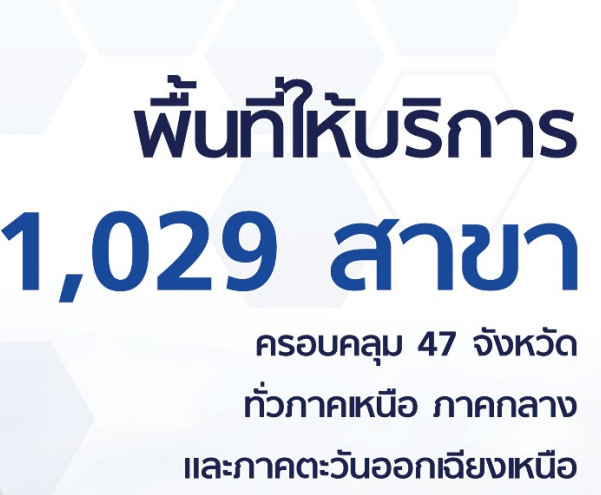 พื้นที่ให้บริการ
1,029 สาขา
ครอบคลุม 47 จังหวัด
ทั่วภาคเหนือ ภาคกลาง
และภาคตะวันออกเฉียงเหนือ